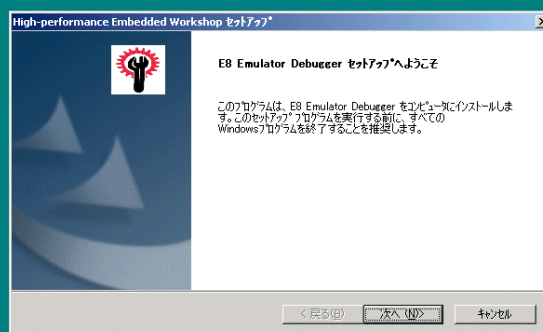 High-performance Embedded Workshop ｾｯﾄｱｯﾌﾟ
E8 Emulator Debugger ｾｯﾄｱｯﾌﾟへようこそ
このﾌﾟﾛｸﾞﾗﾑは、E8 Emulator Debugger をｺﾝﾋﾟｭｰﾀにインストールしま
す。このｾｯﾄｱｯﾌﾟ ﾌﾟﾛｸﾞﾗﾑを実行する前に、すべての
Windowsﾌﾟﾛｸﾞﾗﾑを終了することを推奨します。
< 戻る(B)
次へ (N)>
ｷｬﾝｾﾙ